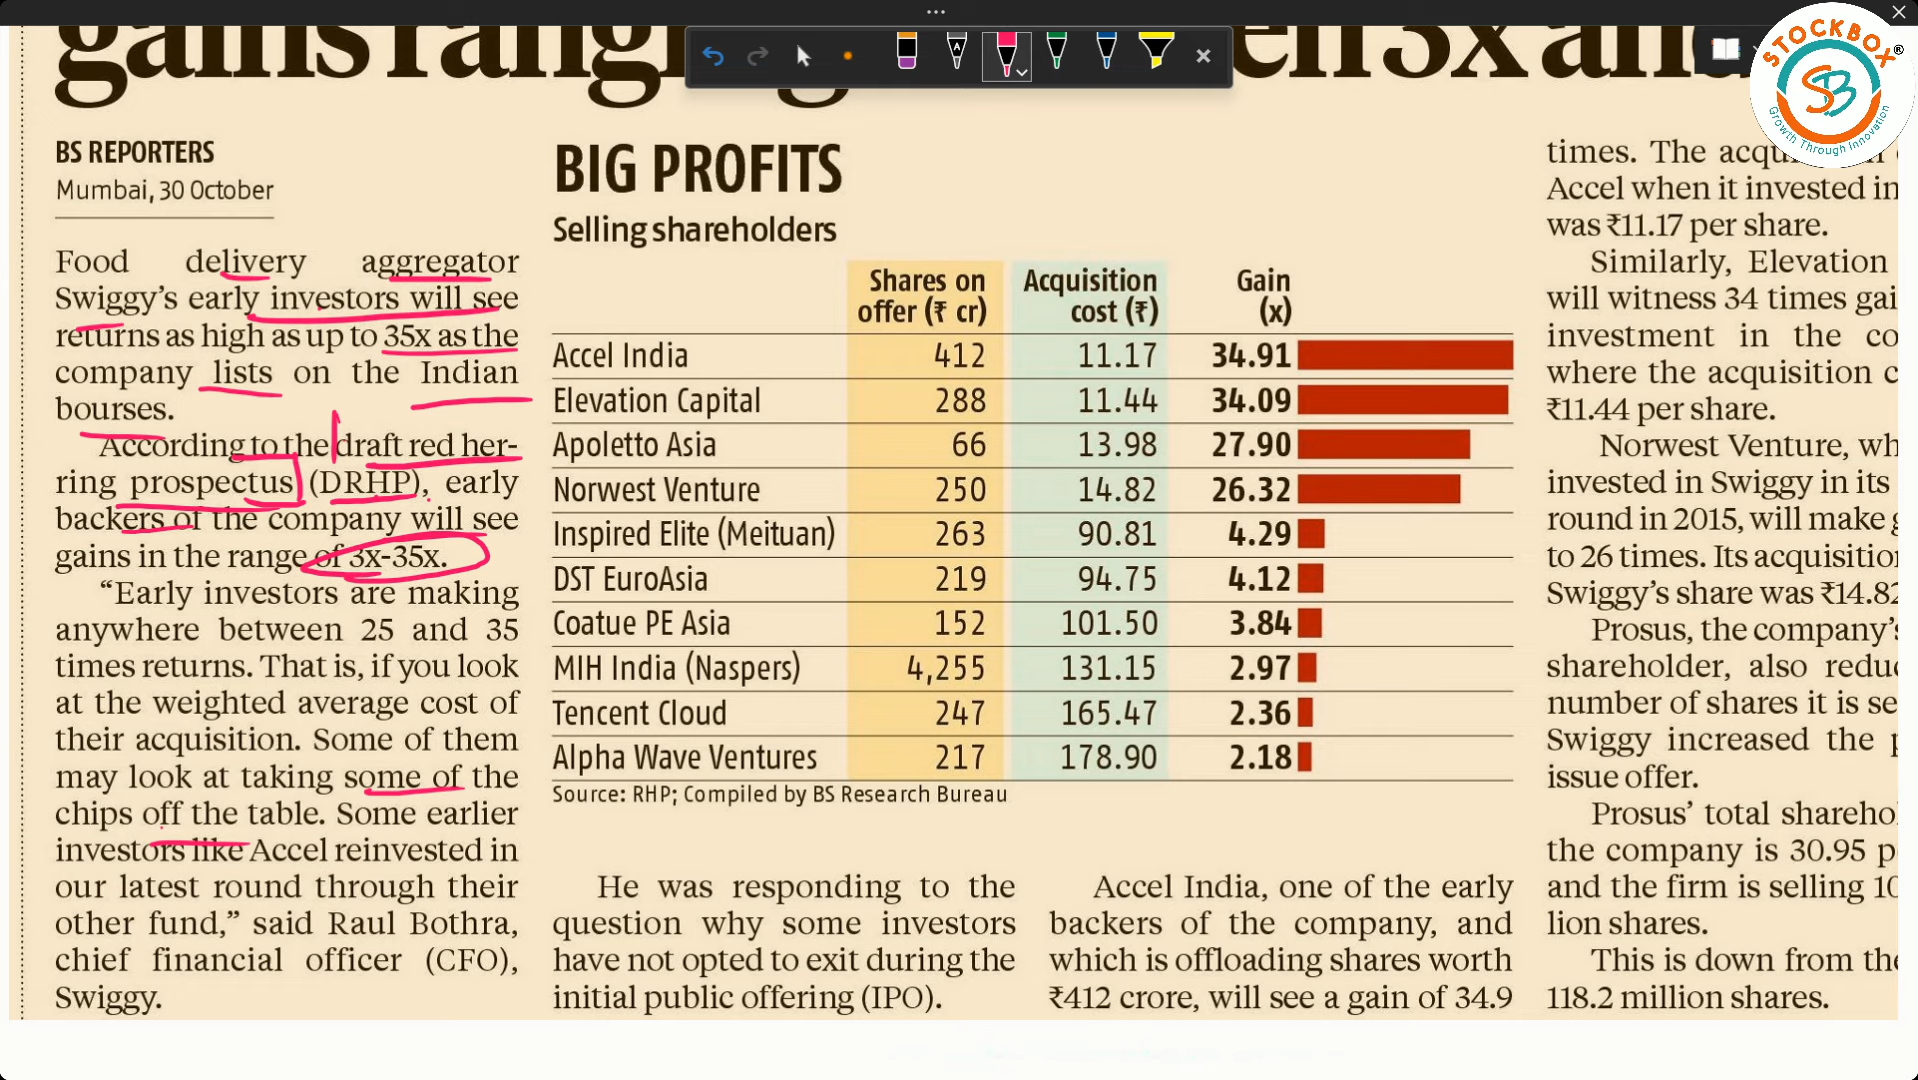 BS REPORTERS
Mumbai, 30 October
Food delivery aggregator
Swiggy's early investors will see
returns as high as up to 35x as the
company lists on the Indian
bourses.
According to the draft red her-
ring prospectus (DRHP), early
backers of the company will see
gains in the range of 3x-35x.
“Early investors are making
anywhere between 25 and 35
times returns. That is, if you look
at the weighted average cost of
their acquisition. Some of them
may look at taking some of the
chips off the table. Some earlier
investors like Accel reinvested in
our latest round through their
other fund,” said Raul Bothra,
chief financial officer (CFO),
Swiggy.
BIG PROFITS
Selling shareholders
Shares on offer (₹ cr) Acquisition cost (₹) Gain (x)
Accel India 412 11.17 34.91
Elevation Capital 288 11.44 34.09
Apoletto Asia 66 13.98 27.90
Norwest Venture 250 14.82 26.32
Inspired Elite (Meituan) 263 90.81 4.29
DST EuroAsia 219 94.75 4.12
Coatue PE Asia 152 101.50 3.84
MIH India (Naspers) 4,255 131.15 2.97
Tencent Cloud 247 165.47 2.36
Alpha Wave Ventures 217 178.90 2.18
Source: RHP; Compiled by BS Research Bureau
He was responding to the
question why some investors
have not opted to exit during the
initial public offering (IPO).
Accel India, one of the early
backers of the company, and
which is offloading shares worth
₹412 crore, will see a gain of 34.9
times. The
Accel when it invested in
was ₹11.17 per share.
Similarly, Elevation
will witness 34 times
investment in the
where the acquisition
₹11.44 per share.
Norwest Venture,
invested in Swiggy in its
round in 2015, will make
to 26 times. Its
Swiggy's share was ₹14.82
Prosus, the company's
shareholder, also
number of shares it is
Swiggy increased the
issue offer.
Prosus' total
the company is 30.95
and the firm is selling
lion shares.
This is down from the
118.2 million shares.
STOCKBOX®
SB
Growth Through Innovation